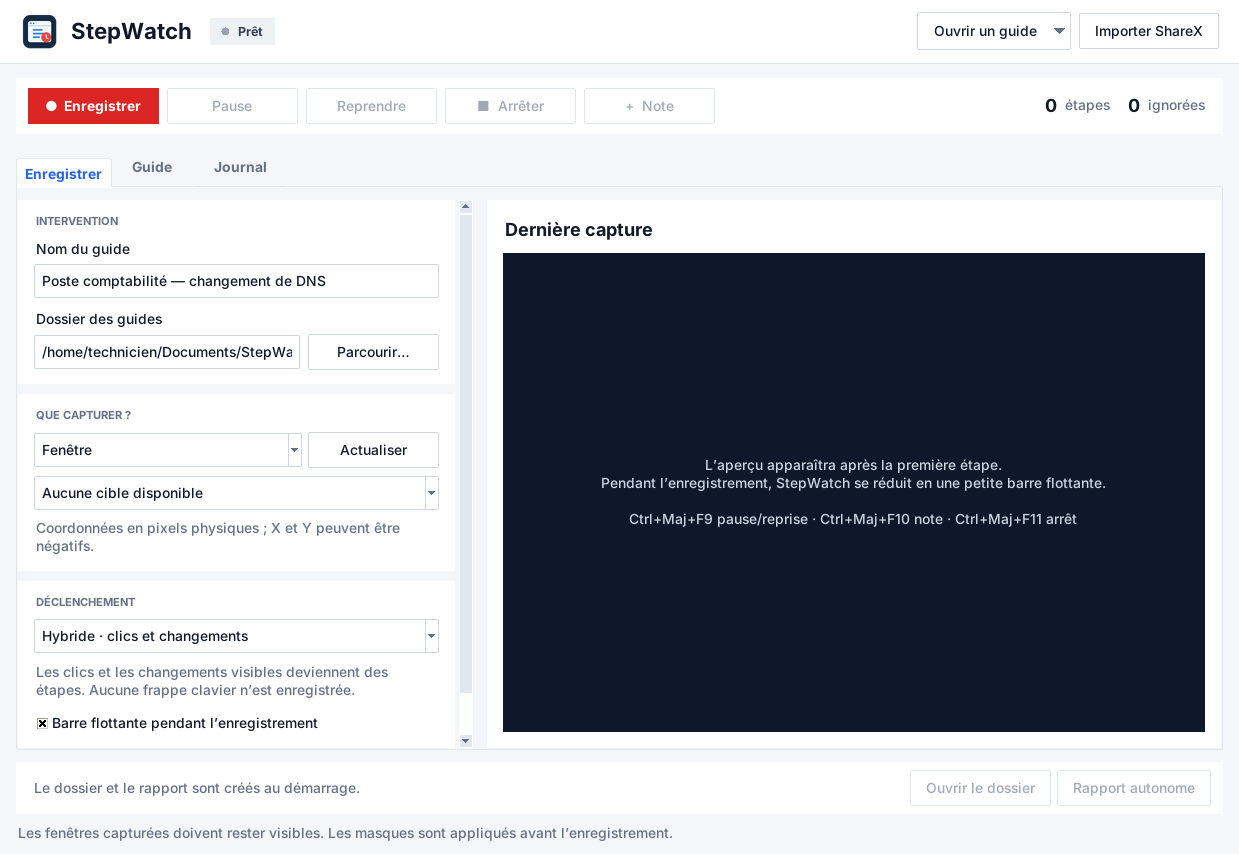 StepWatch
Prêt
Ouvrir un guide
Importer ShareX
Enregistrer
Pause
Reprendre
Arrêter
+ Note
0 étapes
0 ignorées
Enregistrer
Guide
Journal
INTERVENTION
Nom du guide
Poste comptabilité — changement de DNS
Dossier des guides
/home/technicien/Documents/StepWa
Parcourir…
QUE CAPTURER ?
Fenêtre
Actualiser
Aucune cible disponible
Coordonnées en pixels physiques ; X et Y peuvent être
négatifs.
DÉCLENCHEMENT
Hybride · clics et changements
Les clics et les changements visibles deviennent des
étapes. Aucune frappe clavier n’est enregistrée.
Barre flottante pendant l’enregistrement
Dernière capture
L’aperçu apparaîtra après la première étape.
Pendant l’enregistrement, StepWatch se réduit en une petite barre flottante.
Ctrl+Maj+F9 pause/reprise · Ctrl+Maj+F10 note · Ctrl+Maj+F11 arrêt
Le dossier et le rapport sont créés au démarrage.
Ouvrir le dossier
Rapport autonome
Les fenêtres capturées doivent rester visibles. Les masques sont appliqués avant l’enregistrement.